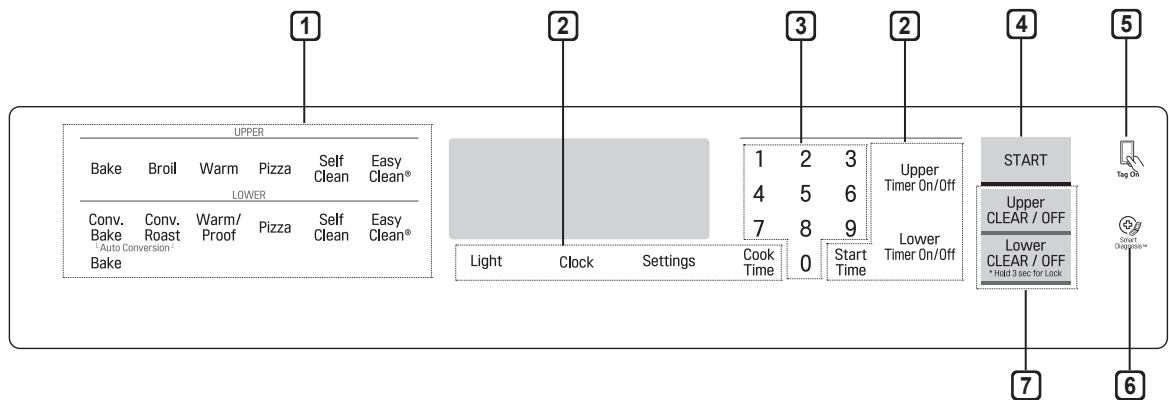 1 2 3 2 4 5
UPPER
Bake Broil Warm Pizza Self Clean Easy Clean®
LOWER
Conv. Bake Conv. Roast Warm/ Proof Pizza Self Clean Easy Clean®
Auto Conversion
Bake
Light Clock Settings Cook Time
1 2 3
4 5 6
7 8 9
0
Start Time
Upper
Timer On/Off
Lower
Timer On/Off
START
Upper
CLEAR / OFF
Lower
CLEAR / OFF
* Hold 3 sec for Lock
Tag On
Smart
Diagnosis™
7 6